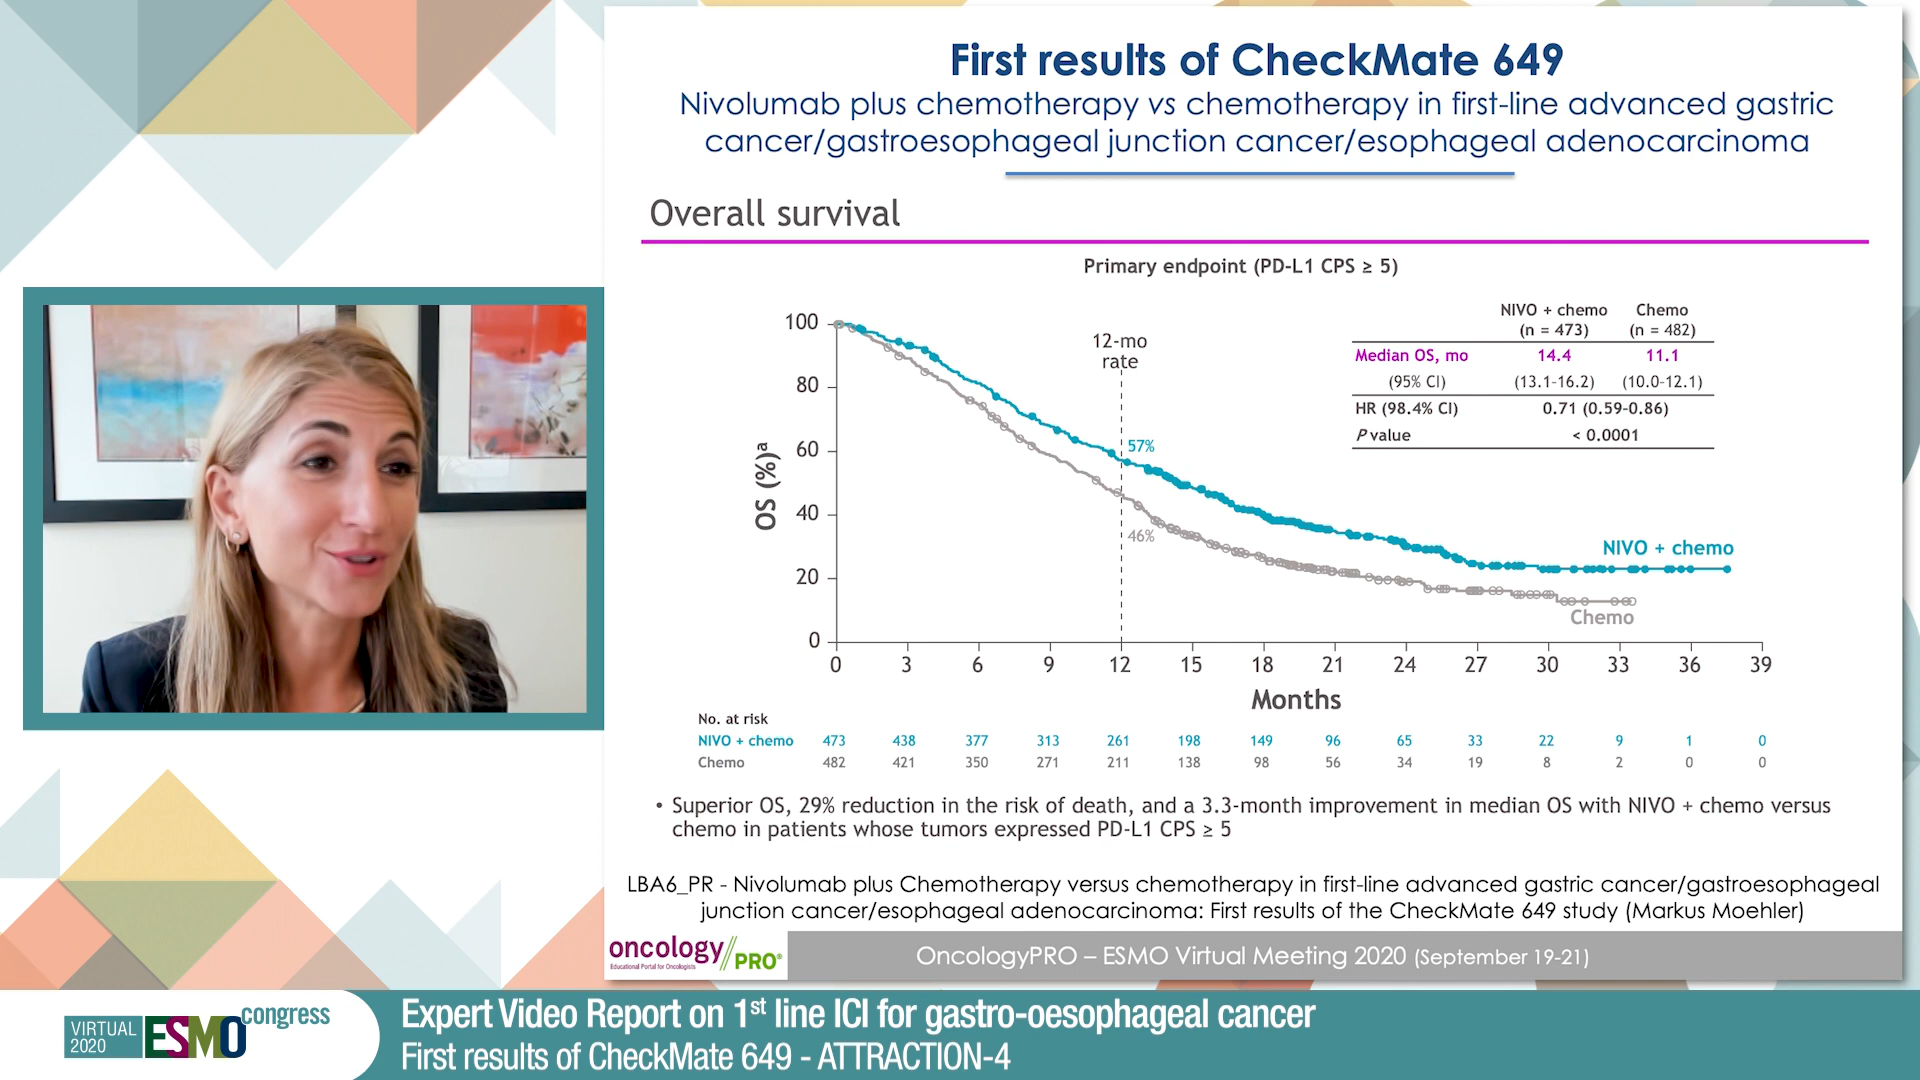 First results of CheckMate 649
Nivolumab plus chemotherapy vs chemotherapy in first-line advanced gastric
cancer/gastroesophageal junction cancer/esophageal adenocarcinoma
Overall survival
Primary endpoint (PD-L1 CPS ≥ 5)
NIVO + chemo Chemo
(n = 473) (n = 482)
Median OS, mo 14.4 11.1
(95% CI) (13.1-16.2) (10.0-12.1)
HR (98.4% CI) 0.71 (0.59-0.86)
P value < 0.0001
12-mo
rate
57%
46%
NIVO + chemo
Chemo
OS (%)ª
100
80
60
40
20
0
0 3 6 9 12 15 18 21 24 27 30 33 36 39
Months
No. at risk
NIVO + chemo 473 438 377 313 261 198 149 96 65 33 22 9 1 0
Chemo 482 421 350 271 211 138 98 56 34 19 8 2 0 0
• Superior OS, 29% reduction in the risk of death, and a 3.3-month improvement in median OS with NIVO + chemo versus
chemo in patients whose tumors expressed PD-L1 CPS ≥ 5
LBA6_PR - Nivolumab plus Chemotherapy versus chemotherapy in first-line advanced gastric cancer/gastroesophageal
junction cancer/esophageal adenocarcinoma: First results of the CheckMate 649 study (Markus Moehler)
oncology//PRO®
Educational Portal for Oncologists
OncologyPRO – ESMO Virtual Meeting 2020 (September 19-21)
VIRTUAL
2020
ESMO congress
Expert Video Report on 1st line ICI for gastro-oesophageal cancer
First results of CheckMate 649 - ATTRACTION-4